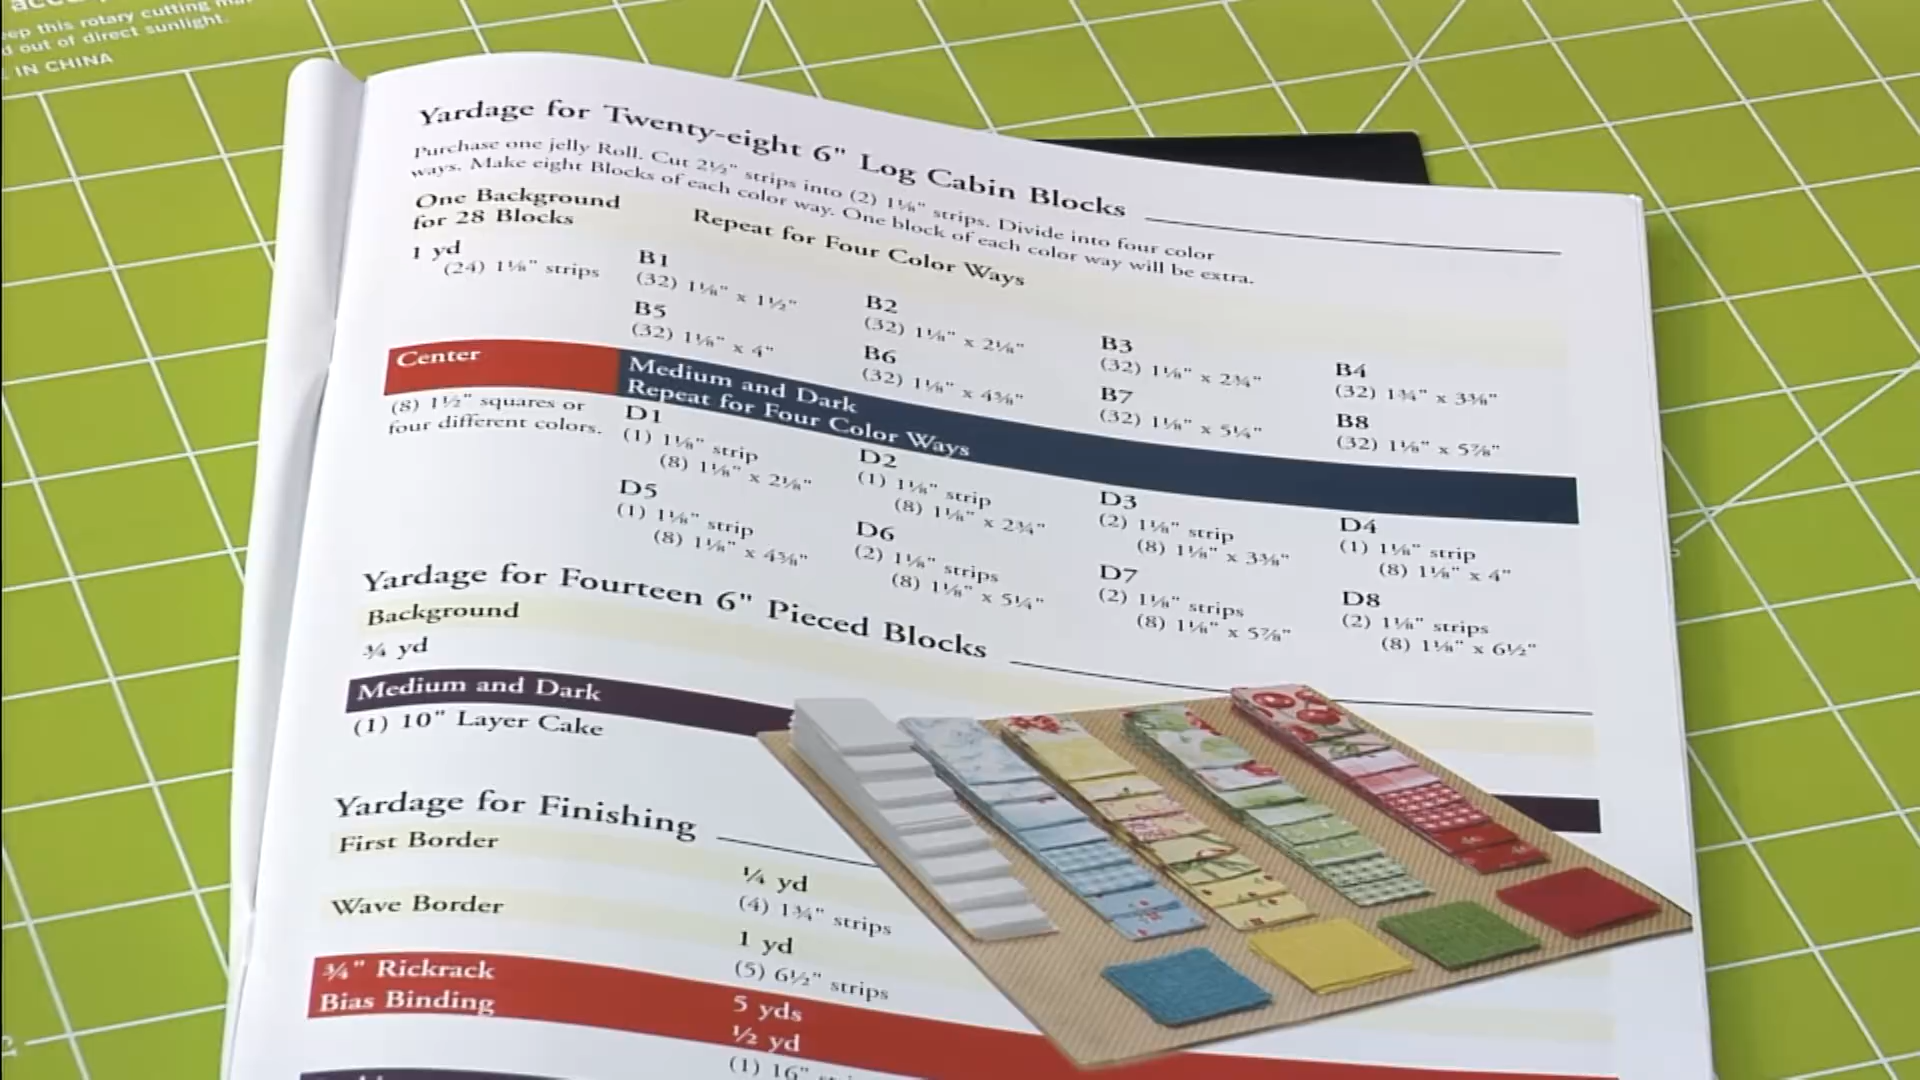 eep this rotary cutting
d out of direct sunlight.
IN CHINA
Yardage for Twenty-eight 6" Log Cabin Blocks
Purchase one jelly Roll. Cut 2½" strips into (2) 1⅛" strips. Divide into four color
ways. Make eight Blocks of each color way. One block of each color way will be extra.
One Background
for 28 Blocks
Repeat for Four Color Ways
1 yd
(24) 1⅛" strips
B1
(32) 1⅛" x 1½"
B2
(32) 1⅛" x 2⅛"
B3
(32) 1⅛" x 2¾"
B4
(32) 1¾" x 3⅜"
B5
(32) 1⅛" x 4"
B6
(32) 1⅛" x 4⅝"
B7
(32) 1⅛" x 5¼"
B8
(32) 1⅛" x 5⅞"
Center
Medium and Dark
Repeat for Four Color Ways
(8) 1½" squares or
four different colors.
D1
(1) 1⅛" strip
(8) 1⅛" x 2⅛"
D2
(1) 1⅛" strip
(8) 1⅛" x 2¾"
D3
(2) 1⅛" strip
(8) 1⅛" x 3⅜"
D4
(1) 1⅛" strip
(8) 1⅛" x 4"
D5
(1) 1⅛" strip
(8) 1⅛" x 4⅝"
D6
(2) 1⅛" strips
(8) 1⅛" x 5¼"
D7
(2) 1⅛" strips
(8) 1⅛" x 5⅞"
D8
(2) 1⅛" strips
(8) 1⅛" x 6½"
Yardage for Fourteen 6" Pieced Blocks
Background
¾ yd
Medium and Dark
(1) 10" Layer Cake
Yardage for Finishing
First Border
¼ yd
(4) 1¾" strips
Wave Border
1 yd
(5) 6½" strips
¾" Rickrack
5 yds
Bias Binding
½ yd
(1) 16"